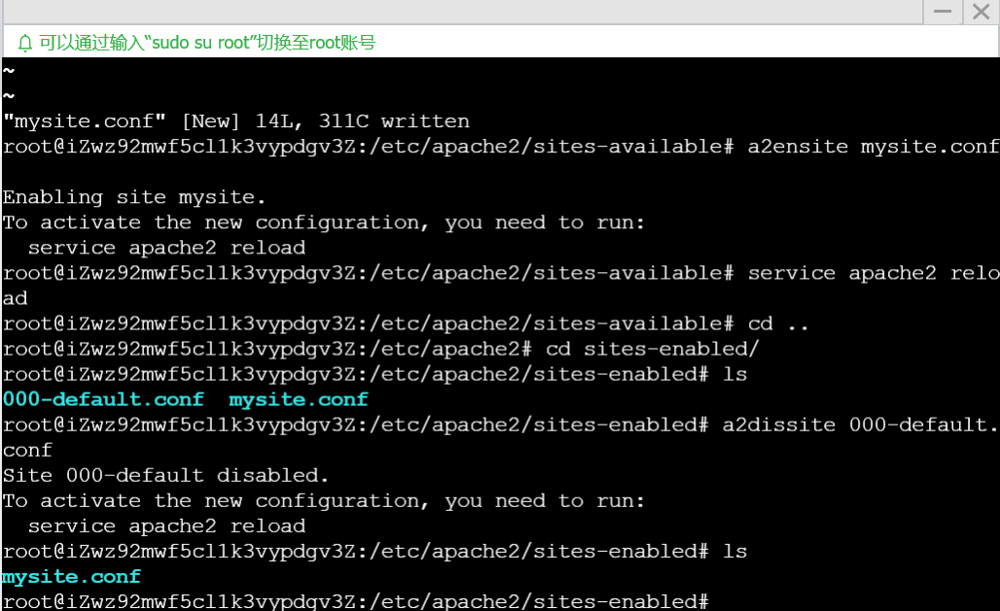 可以通过输入“sudo su root”切换至root账号
~
~
"mysite.conf" [New] 14L, 311C written
root@iZwz92mwf5cl1k3vypdgv3Z:/etc/apache2/sites-available# a2ensite mysite.conf
Enabling site mysite.
To activate the new configuration, you need to run:
  service apache2 reload
root@iZwz92mwf5cl1k3vypdgv3Z:/etc/apache2/sites-available# service apache2 relo
ad
root@iZwz92mwf5cl1k3vypdgv3Z:/etc/apache2/sites-available# cd ..
root@iZwz92mwf5cl1k3vypdgv3Z:/etc/apache2# cd sites-enabled/
root@iZwz92mwf5cl1k3vypdgv3Z:/etc/apache2/sites-enabled# ls
000-default.conf  mysite.conf
root@iZwz92mwf5cl1k3vypdgv3Z:/etc/apache2/sites-enabled# a2dissite 000-default.
conf
Site 000-default disabled.
To activate the new configuration, you need to run:
  service apache2 reload
root@iZwz92mwf5cl1k3vypdgv3Z:/etc/apache2/sites-enabled# ls
mysite.conf
root@iZwz92mwf5cl1k3vypdgv3Z:/etc/apache2/sites-enabled#